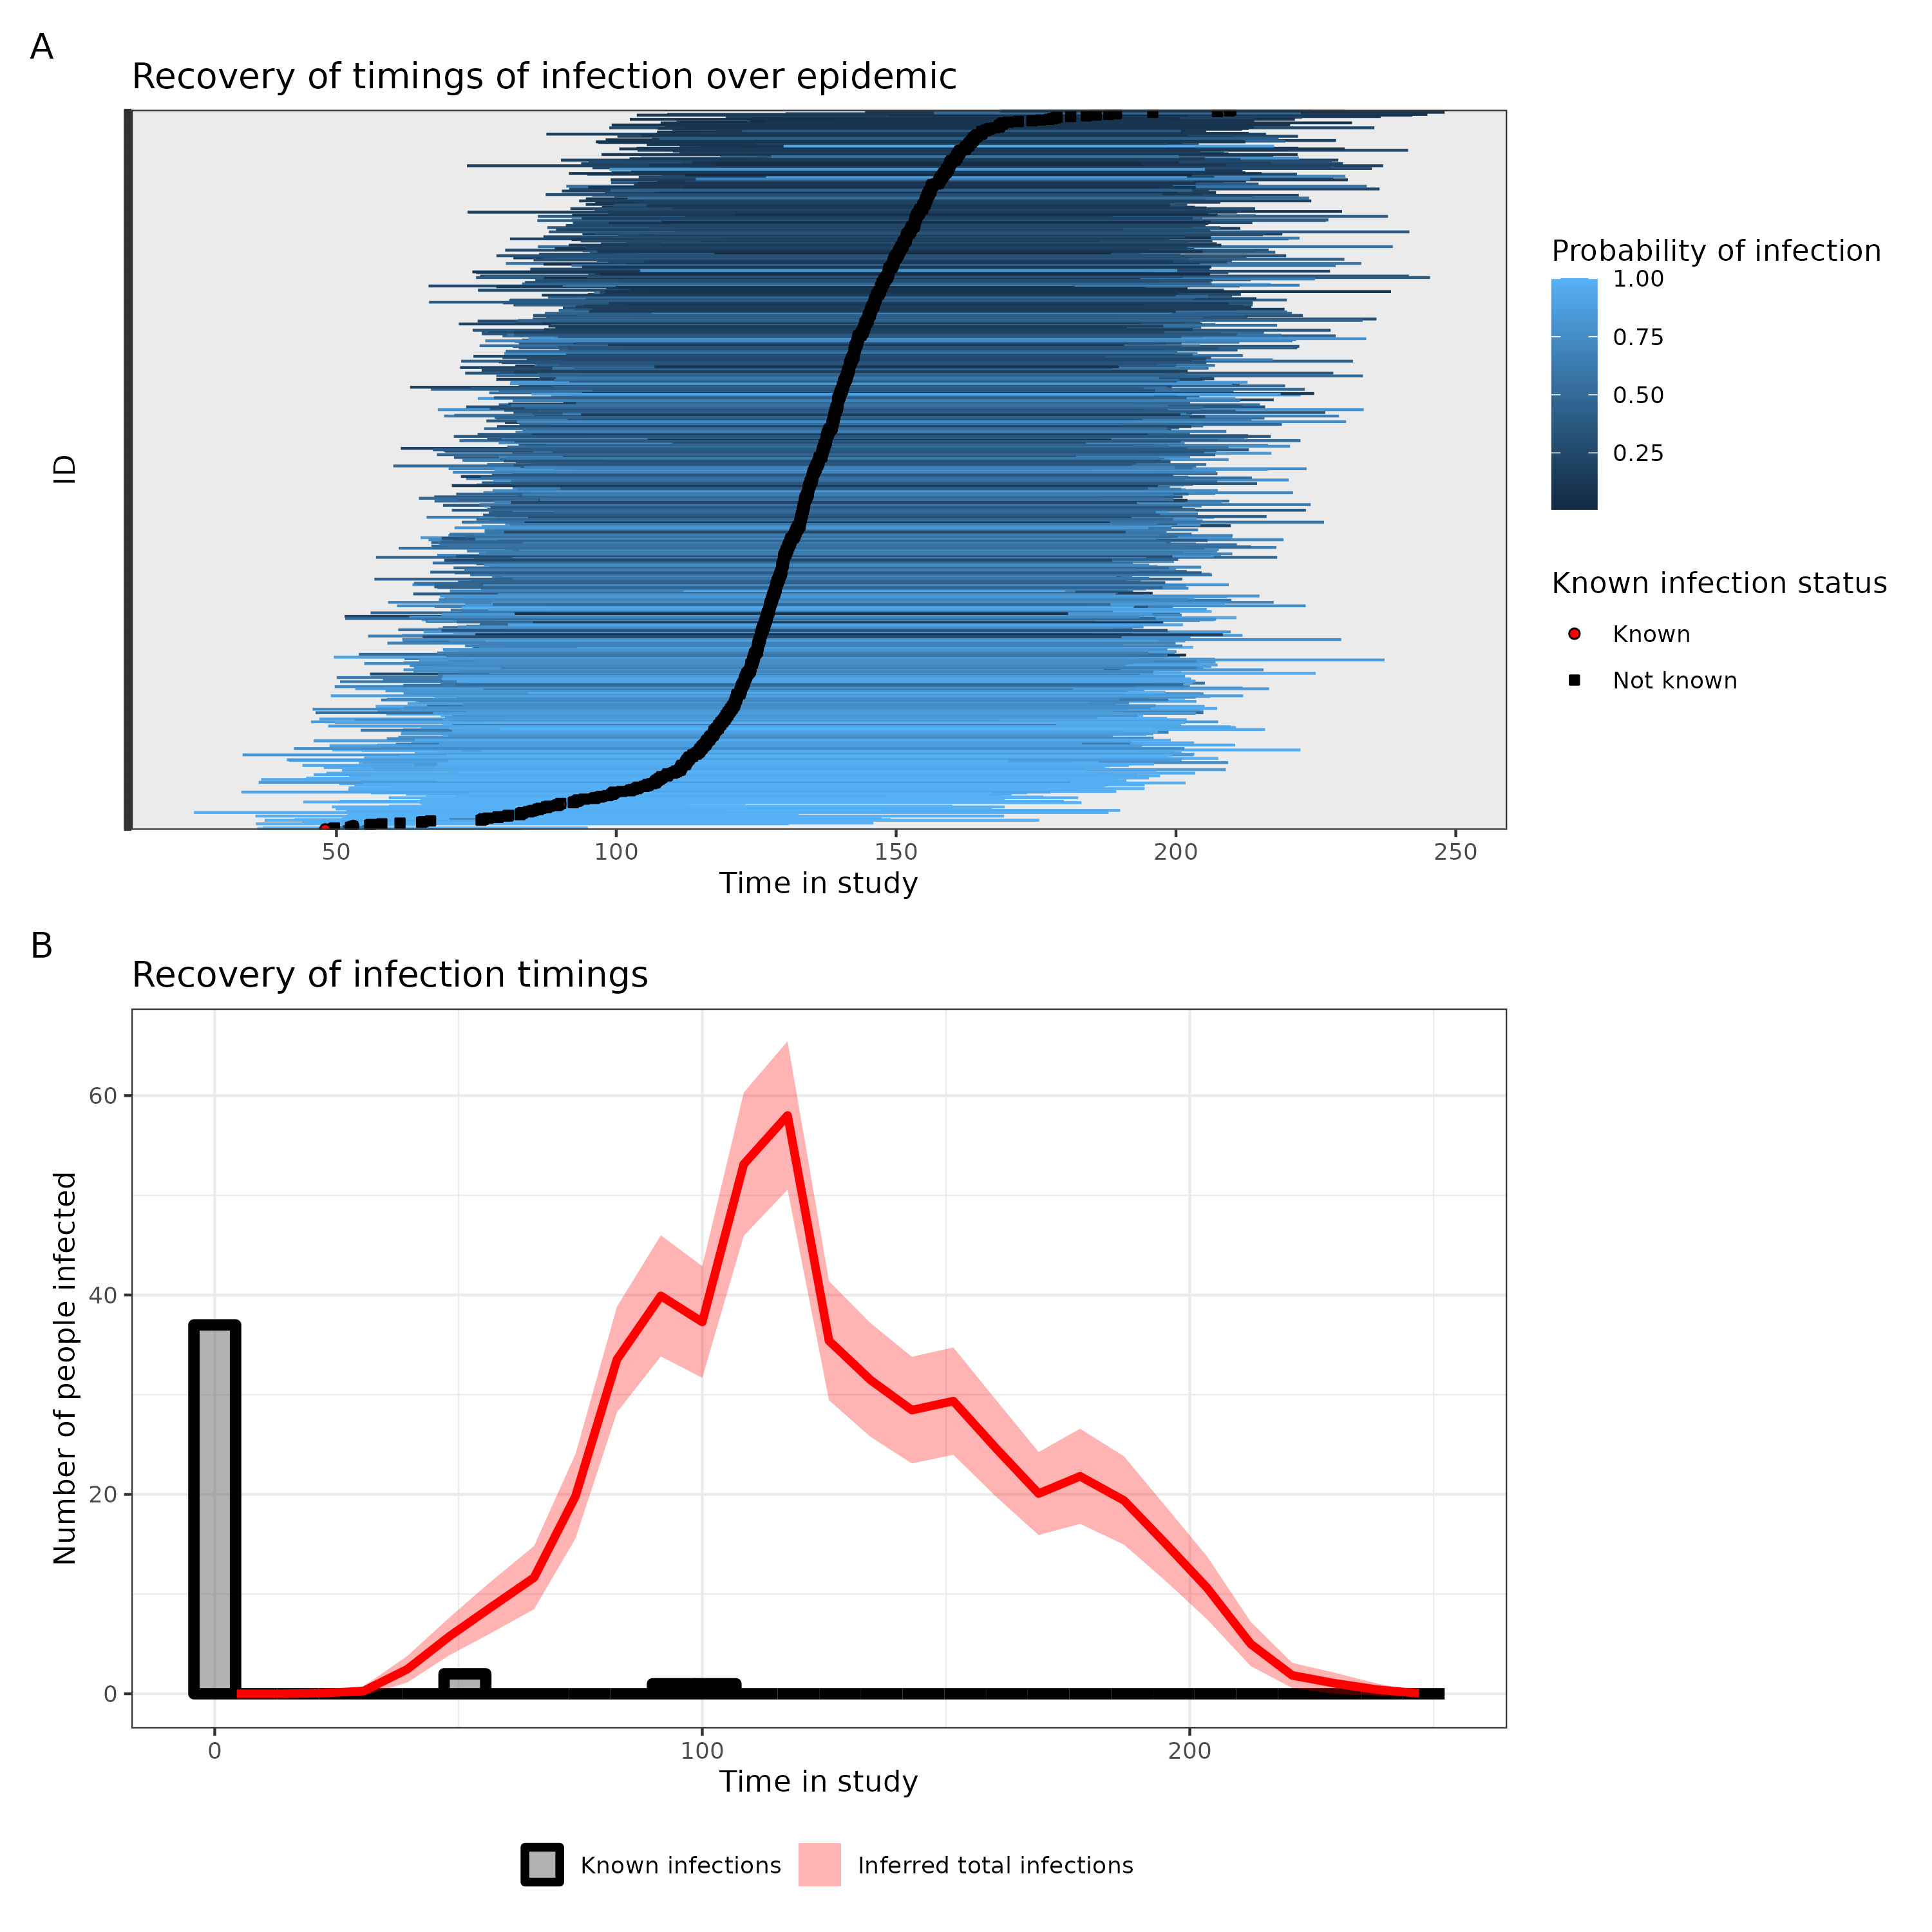 A
Recovery of timings of infection over epidemic
ID
50 100 150 200 250
Time in study
Probability of infection
1.00
0.75
0.50
0.25
Known infection status
Known
Not known
B
Recovery of infection timings
Number of people infected
60
40
20
0
0 100 200
Time in study
Known infections Inferred total infections